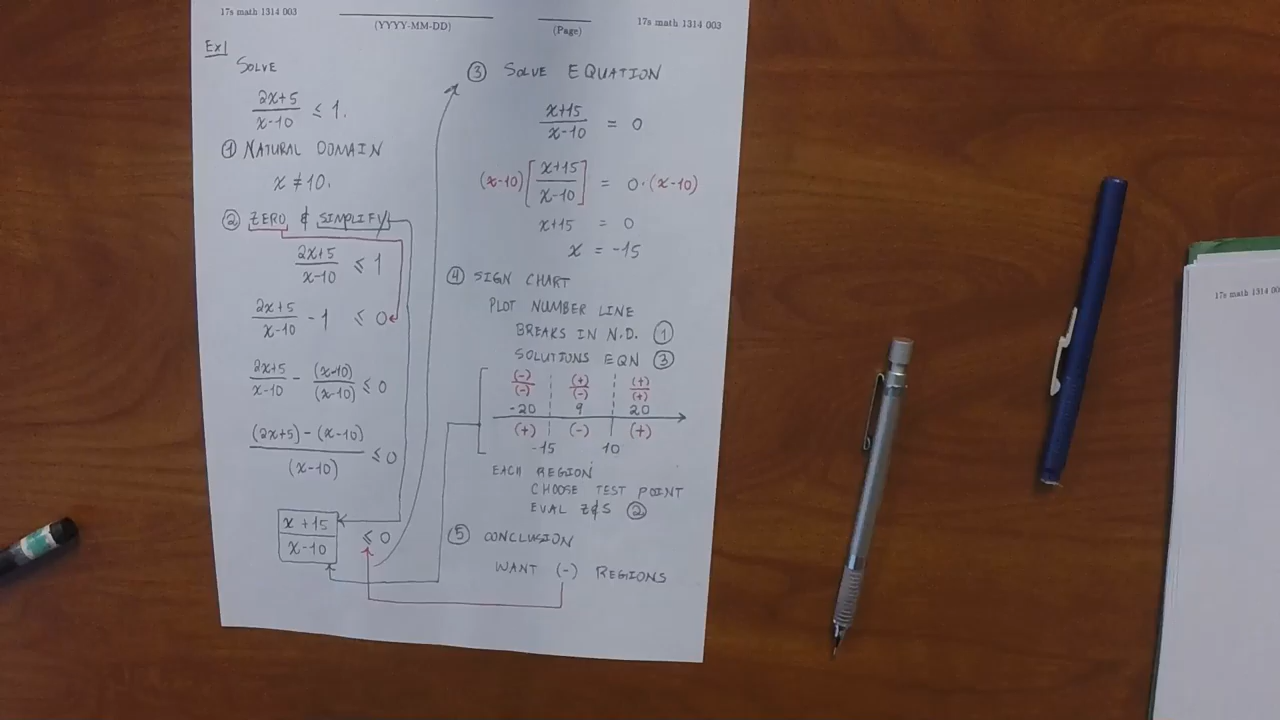 17s math 1314 003
(YYYY-MM-DD)
(Page)
17s math 1314 003
Ex1
SOLVE
2x+5 / x-10 ≤ 1.
① NATURAL DOMAIN
x ≠ 10.
② ZERO & SIMPLIFY
2x+5 / x-10 ≤ 1
2x+5 / x-10 - 1 ≤ 0
2x+5 / x-10 - (x-10) / (x-10) ≤ 0
(2x+5) - (x-10) / (x-10) ≤ 0
x+15 / x-10 ≤ 0
③ SOLVE EQUATION
x+15 / x-10 = 0
(x-10) [ x+15 / x-10 ] = 0·(x-10)
x+15 = 0
x = -15
④ SIGN CHART
PLOT NUMBER LINE
BREAKS IN N.D. ①
SOLUTIONS EQN ③
(-) / (-) (+) / (-) (+) / (+)
-20 9 20
(+) (-) (+)
-15 10
EACH REGION
CHOOSE TEST POINT
EVAL Z&S ②
⑤ CONCLUSION
WANT (-) REGIONS
17s math 1314 00